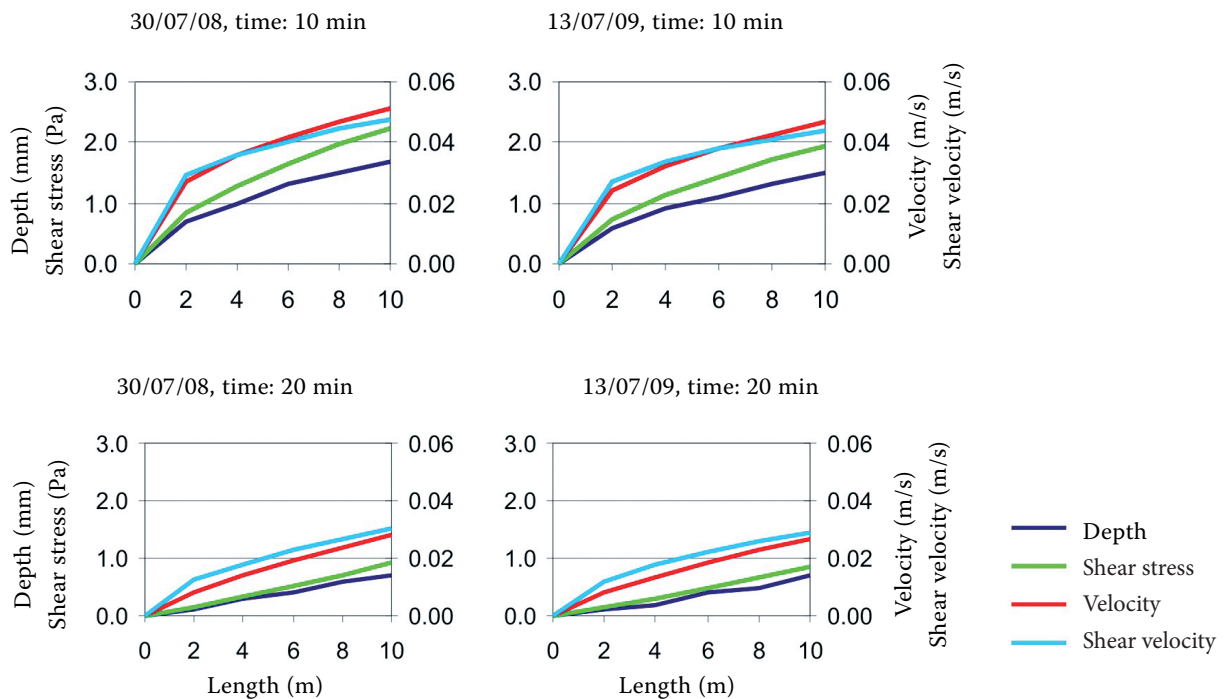 30/07/08, time: 10 min
13/07/09, time: 10 min
Depth (mm)
Shear stress (Pa)
3.0
2.0
1.0
0.0
0.06
0.04
0.02
0.00
0 2 4 6 8 10
3.0
2.0
1.0
0.0
0.06
0.04
0.02
0.00
0 2 4 6 8 10
Velocity (m/s)
Shear velocity (m/s)
30/07/08, time: 20 min
13/07/09, time: 20 min
Depth (mm)
Shear stress (Pa)
3.0
2.0
1.0
0.0
0.06
0.04
0.02
0.00
0 2 4 6 8 10
Length (m)
3.0
2.0
1.0
0.0
0.06
0.04
0.02
0.00
0 2 4 6 8 10
Length (m)
Velocity (m/s)
Shear velocity (m/s)
Depth
Shear stress
Velocity
Shear velocity